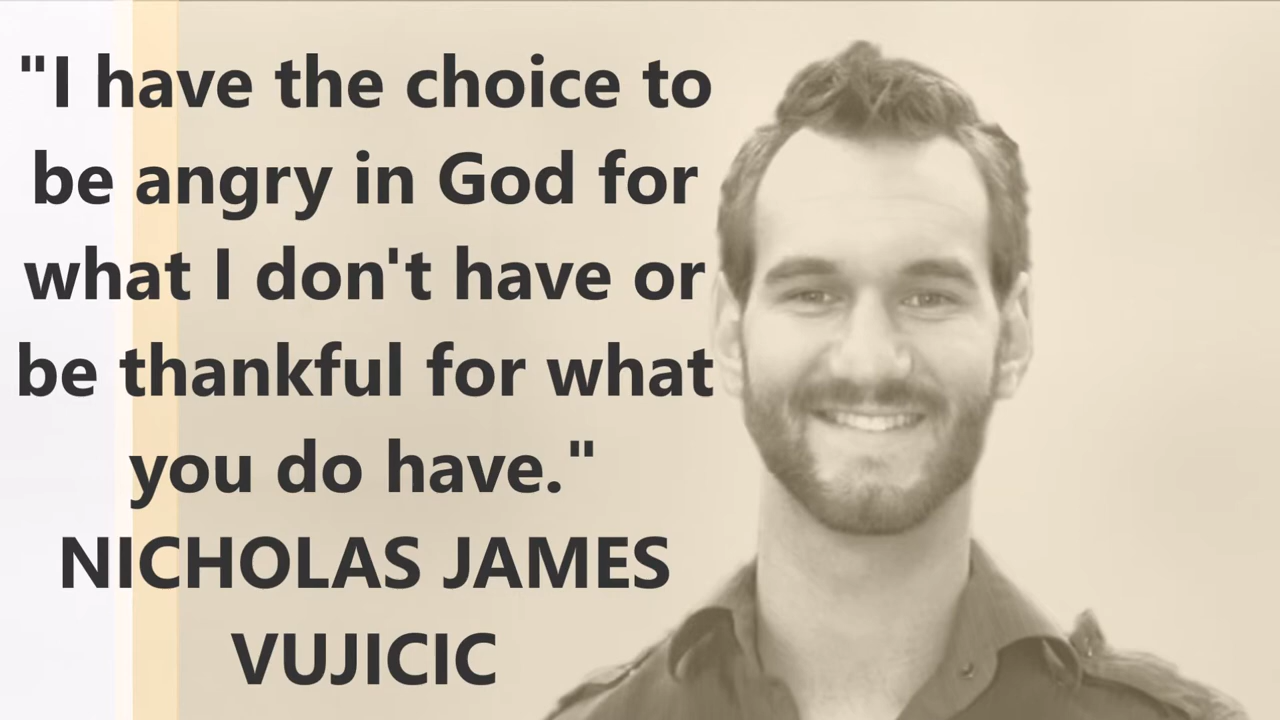 "I have the choice to
be angry in God for
what I don't have or
be thankful for what
you do have."
NICHOLAS JAMES
VUJICIC